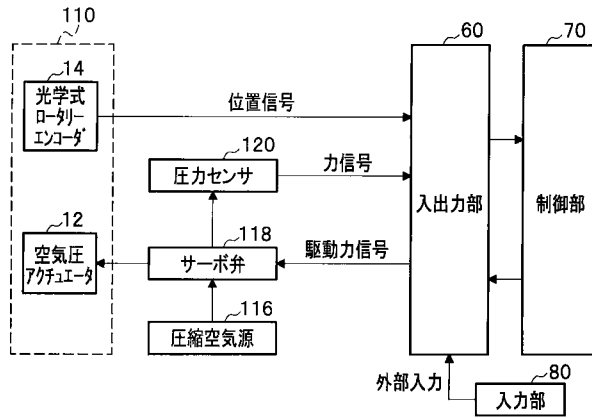 110
14
光学式
ロータリー
エンコーダ
位置信号
60
70
120
圧力センサ
力信号
入出力部
制御部
12
空気圧
アクチュエータ
118
サーボ弁
駆動力信号
116
圧縮空気源
外部入力
80
入力部